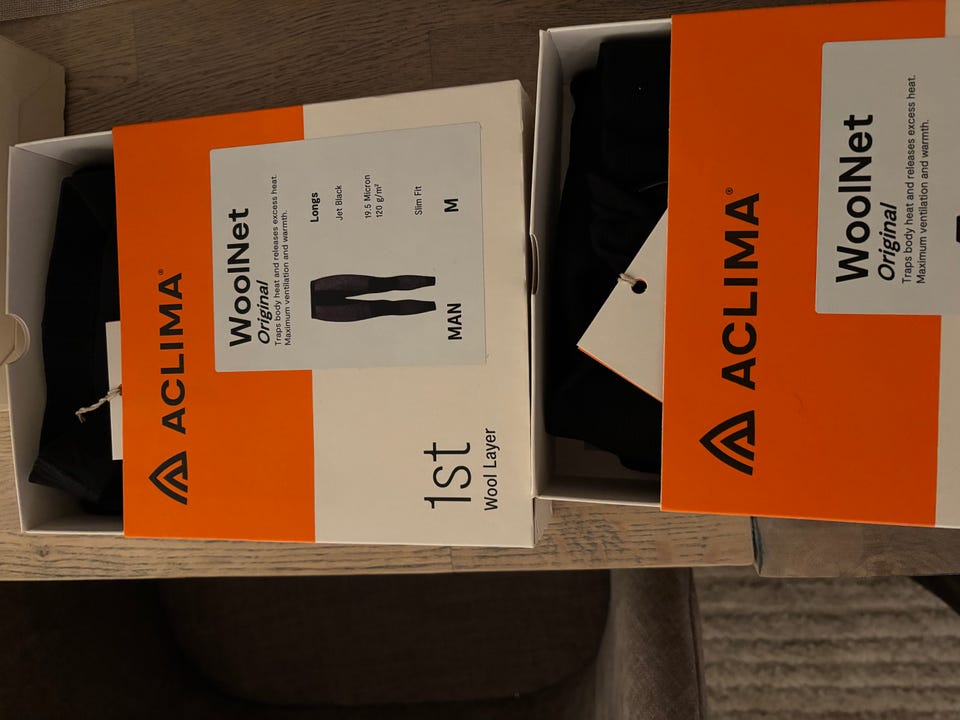 ACLIMA®
WoolNet
Original
Traps body heat and releases excess heat.
Maximum ventilation and warmth.
Longs
Jet Black
19.5 Micron
120 g/m²
Slim Fit
MAN M
1st
Wool Layer
ACLIMA®
WoolNet
Original
Traps body heat and releases excess heat.
Maximum ventilation and warmth.